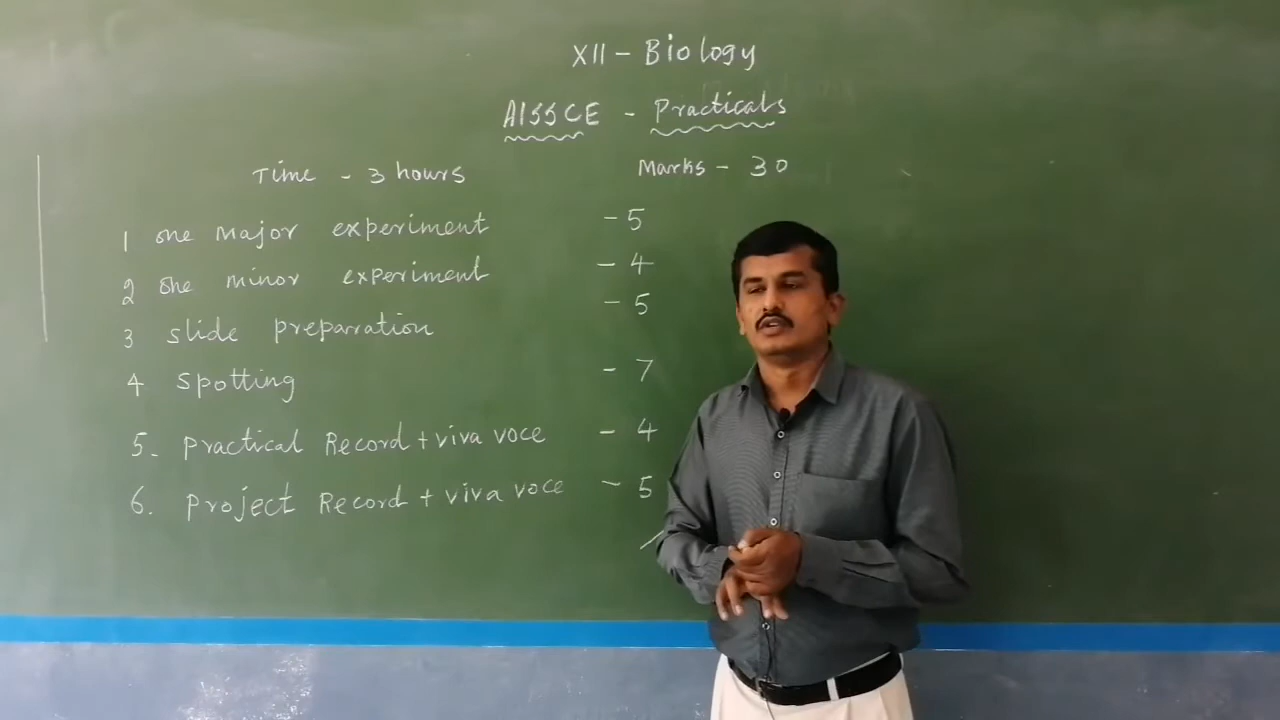 XII - Biology
AISSCE - Practicals
Time - 3 hours Marks - 30
1 one Major experiment - 5
2 One minor experiment - 4
3 slide preparation - 5
4 Spotting - 7
5. Practical Record + viva voce - 4
6. Project Record + viva voce - 5